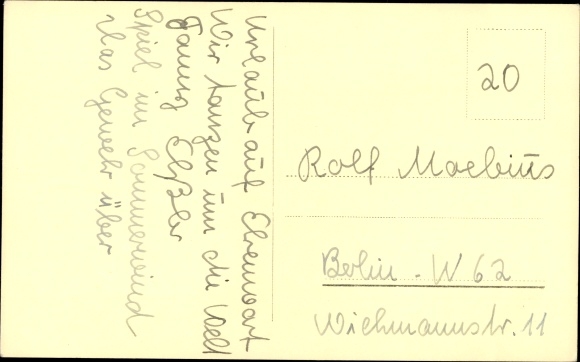 Urlaub auf Ehrenwort
Wir tanzen um die Welt
Fanny Elßler
Spiel im Sommerwind
Das Gewehr über
20
Rolf Moebius
Berlin - W 62
Wichmannstr. 11